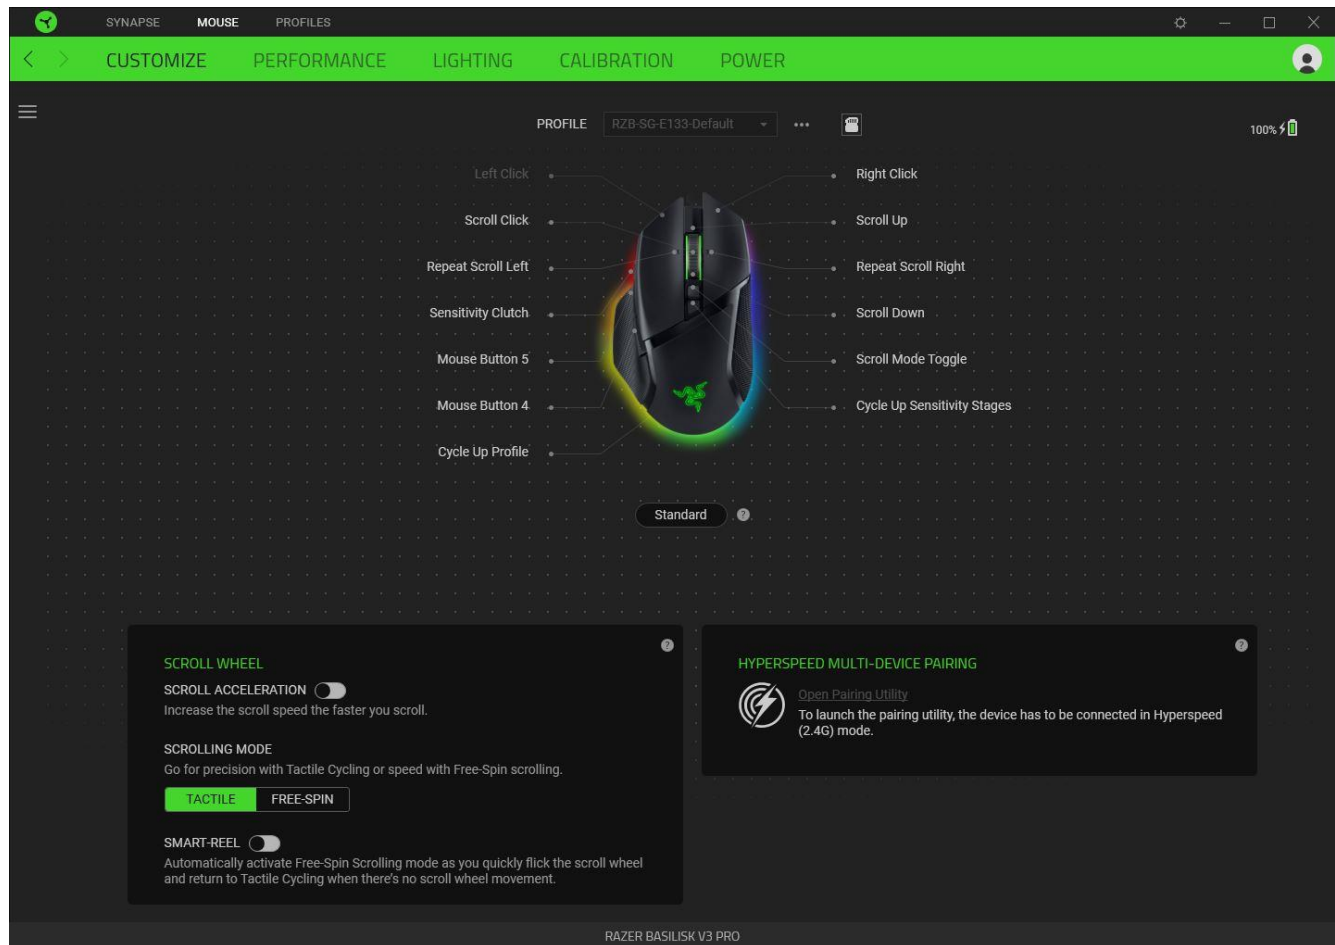 SYNAPSE MOUSE PROFILES
CUSTOMIZE PERFORMANCE LIGHTING CALIBRATION POWER
PROFILE RZB-SG-E133-Default
100%
Left Click
Right Click
Scroll Click
Scroll Up
Repeat Scroll Left
Repeat Scroll Right
Sensitivity Clutch
Scroll Down
Mouse Button 5
Scroll Mode Toggle
Mouse Button 4
Cycle Up Sensitivity Stages
Cycle Up Profile
Standard ?
?
SCROLL WHEEL
SCROLL ACCELERATION
Increase the scroll speed the faster you scroll.
SCROLLING MODE
Go for precision with Tactile Cycling or speed with Free-Spin scrolling.
TACTILE FREE-SPIN
SMART-REEL
Automatically activate Free-Spin Scrolling mode as you quickly flick the scroll wheel
and return to Tactile Cycling when there's no scroll wheel movement.
?
HYPERSPEED MULTI-DEVICE PAIRING
Open Pairing Utility
To launch the pairing utility, the device has to be connected in Hyperspeed
(2.4G) mode.
RAZER BASILISK V3 PRO